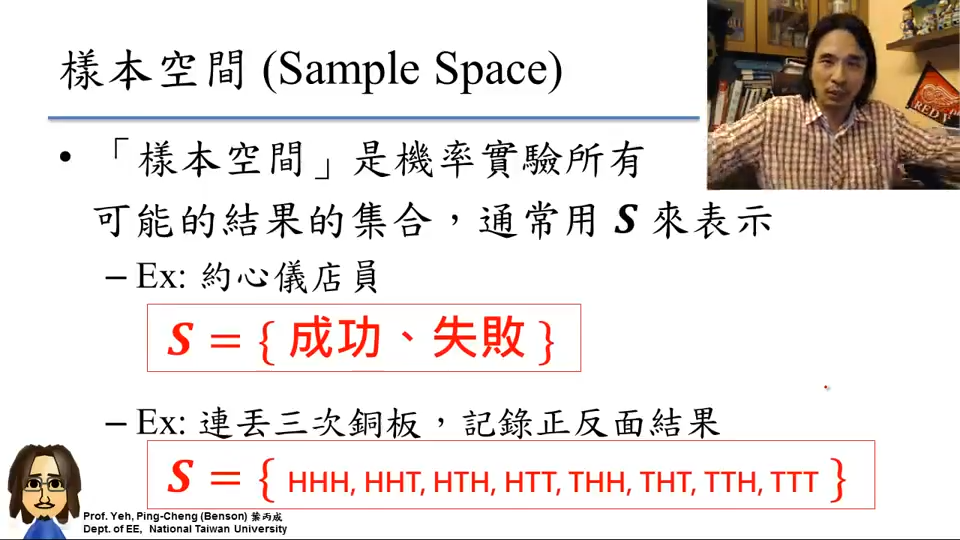 樣本空間 (Sample Space)
• 「樣本空間」是機率實驗所有
可能的結果的集合，通常用 S 來表示
– Ex: 約心儀店員
S = { 成功、失敗 }
– Ex: 連丟三次銅板，記錄正反面結果
S = { HHH, HHT, HTH, HTT, THH, THT, TTH, TTT }
Prof. Yeh, Ping-Cheng (Benson) 葉丙成
Dept. of EE, National Taiwan University